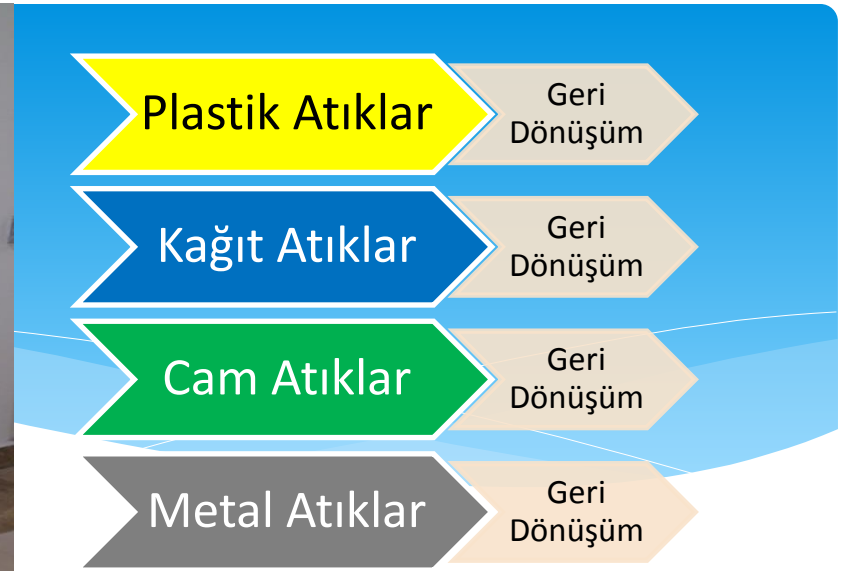 Plastik Atıklar
Geri
Dönüşüm
Kağıt Atıklar
Geri
Dönüşüm
Cam Atıklar
Geri
Dönüşüm
Metal Atıklar
Geri
Dönüşüm